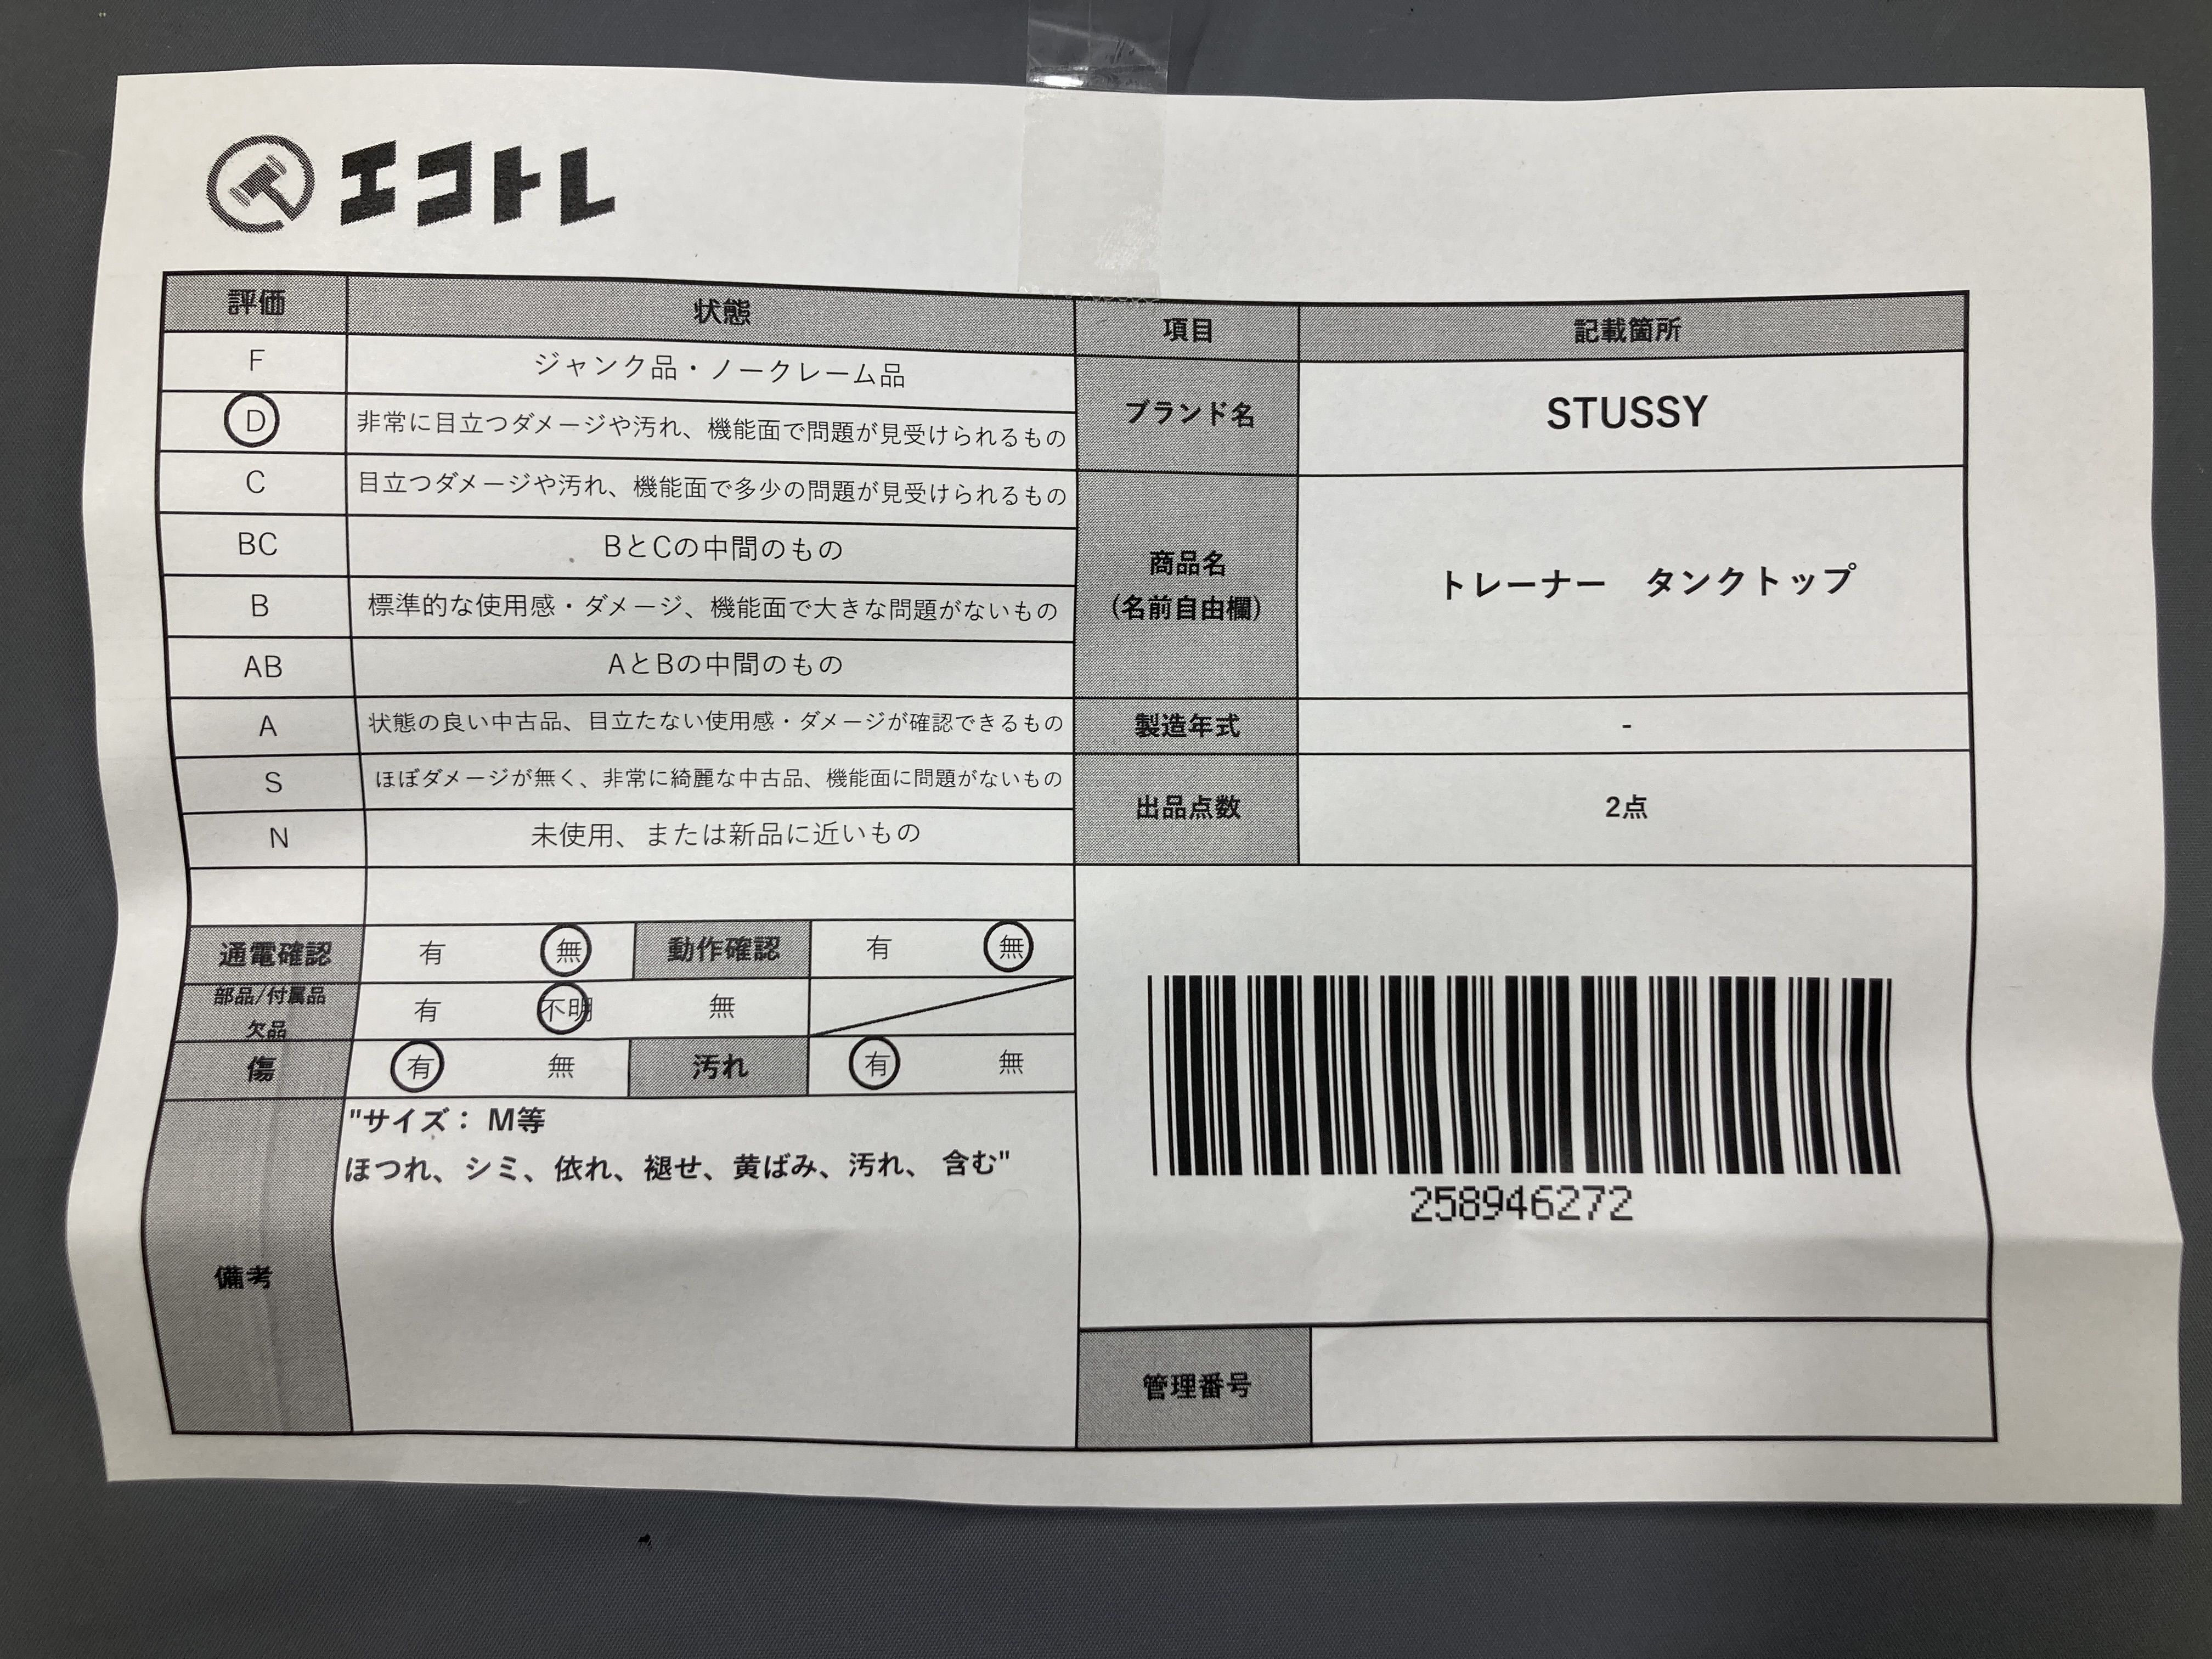 エコトレ
評価 状態
F ジャンク品・ノークレーム品
D 非常に目立つダメージや汚れ、機能面で問題が見受けられるもの
C 目立つダメージや汚れ、機能面で多少の問題が見受けられるもの
BC BとCの中間のもの
B 標準的な使用感・ダメージ、機能面で大きな問題がないもの
AB AとBの中間のもの
A 状態の良い中古品、目立たない使用感・ダメージが確認できるもの
S ほぼダメージが無く、非常に綺麗な中古品、機能面に問題がないもの
N 未使用、または新品に近いもの
通電確認 有 無 動作確認 有 無
部品/付属品 有 不明 無
欠品
傷 有 無 汚れ 有 無
備考
"サイズ： M等
ほつれ、シミ、依れ、褪せ、黄ばみ、汚れ、 含む"
項目 記載箇所
ブランド名 STUSSY
商品名
(名前自由欄)
トレーナー　タンクトップ
製造年式 -
出品点数 2点
258946272
管理番号